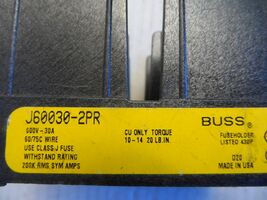 J60030-2PR
600V-30A
60/75C WIRE
USE CLASS J FUSE
WITHSTAND RATING
200K RMS SYM AMPS
CU ONLY TORQUE
10-14 20 LB.IN.
BUSS
FUSEHOLDER
LISTED 430P
D20
MADE IN USA